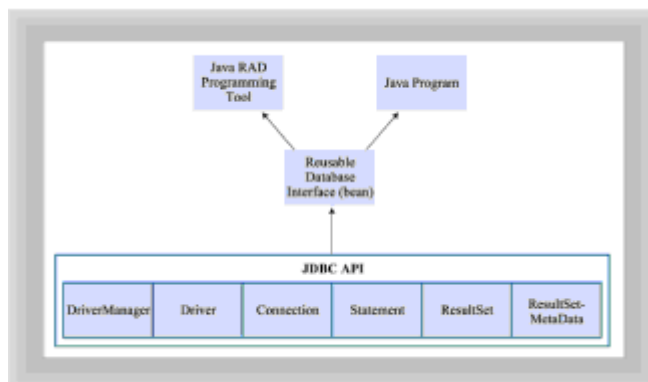 Java RAD
Programming
Tool
Java Program
Reusable
Database
Interface (bean)
JDBC API
DriverManager
Driver
Connection
Statement
ResultSet
ResultSet-
MetaData